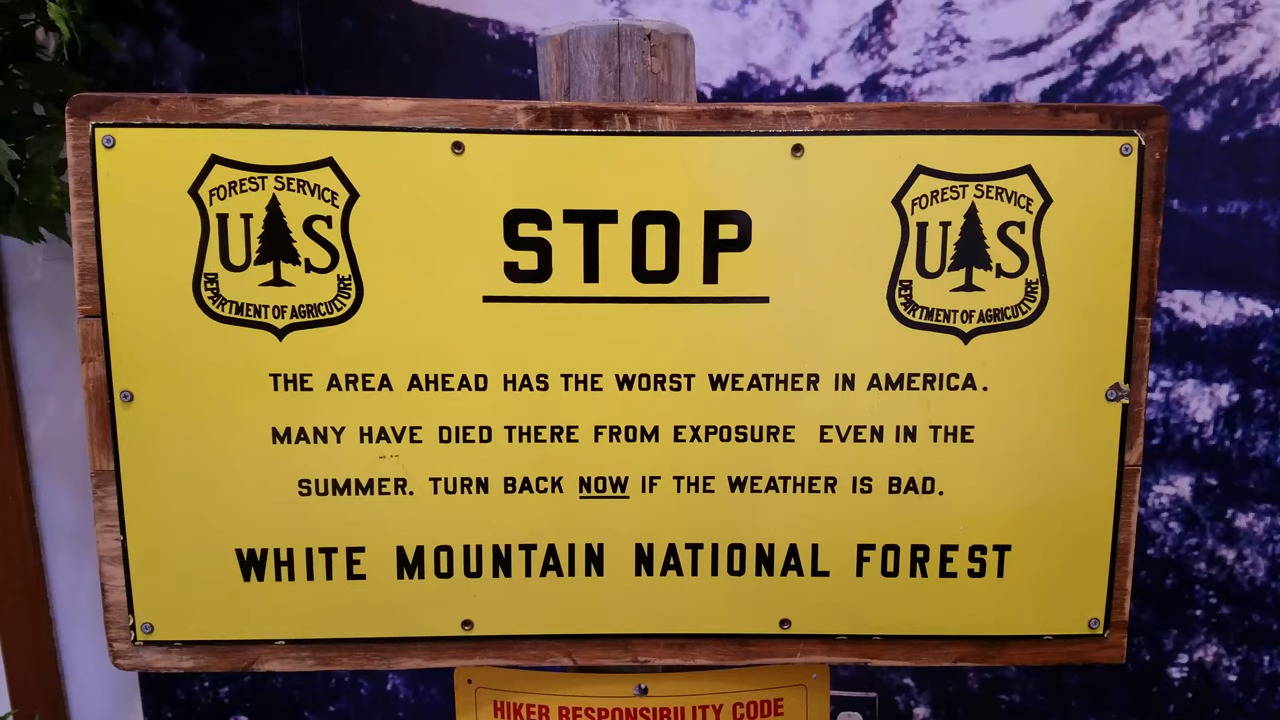 FOREST SERVICE
U S
DEPARTMENT OF AGRICULTURE
STOP
FOREST SERVICE
U S
DEPARTMENT OF AGRICULTURE
THE AREA AHEAD HAS THE WORST WEATHER IN AMERICA.
MANY HAVE DIED THERE FROM EXPOSURE EVEN IN THE
SUMMER. TURN BACK NOW IF THE WEATHER IS BAD.
WHITE MOUNTAIN NATIONAL FOREST
HIKER RESPONSIBILITY CODE